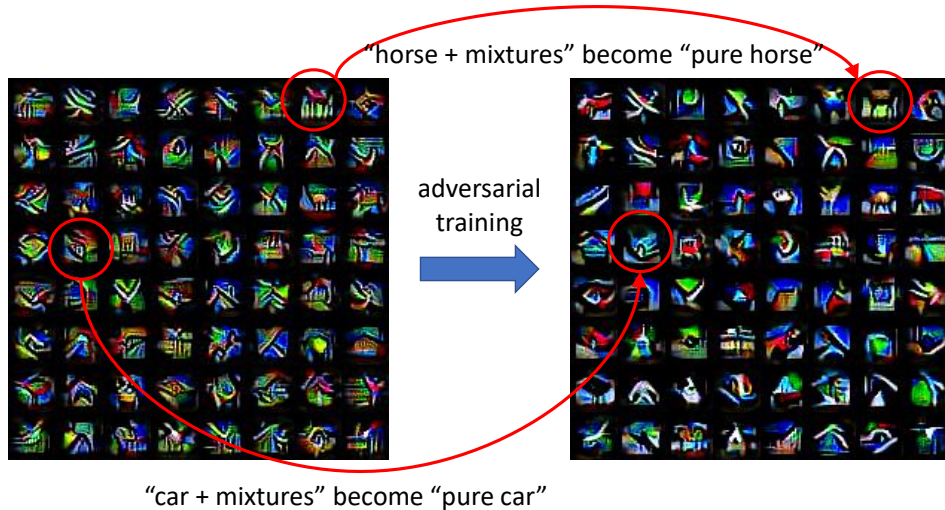 “horse + mixtures” become “pure horse”
adversarial
training
“car + mixtures” become “pure car”